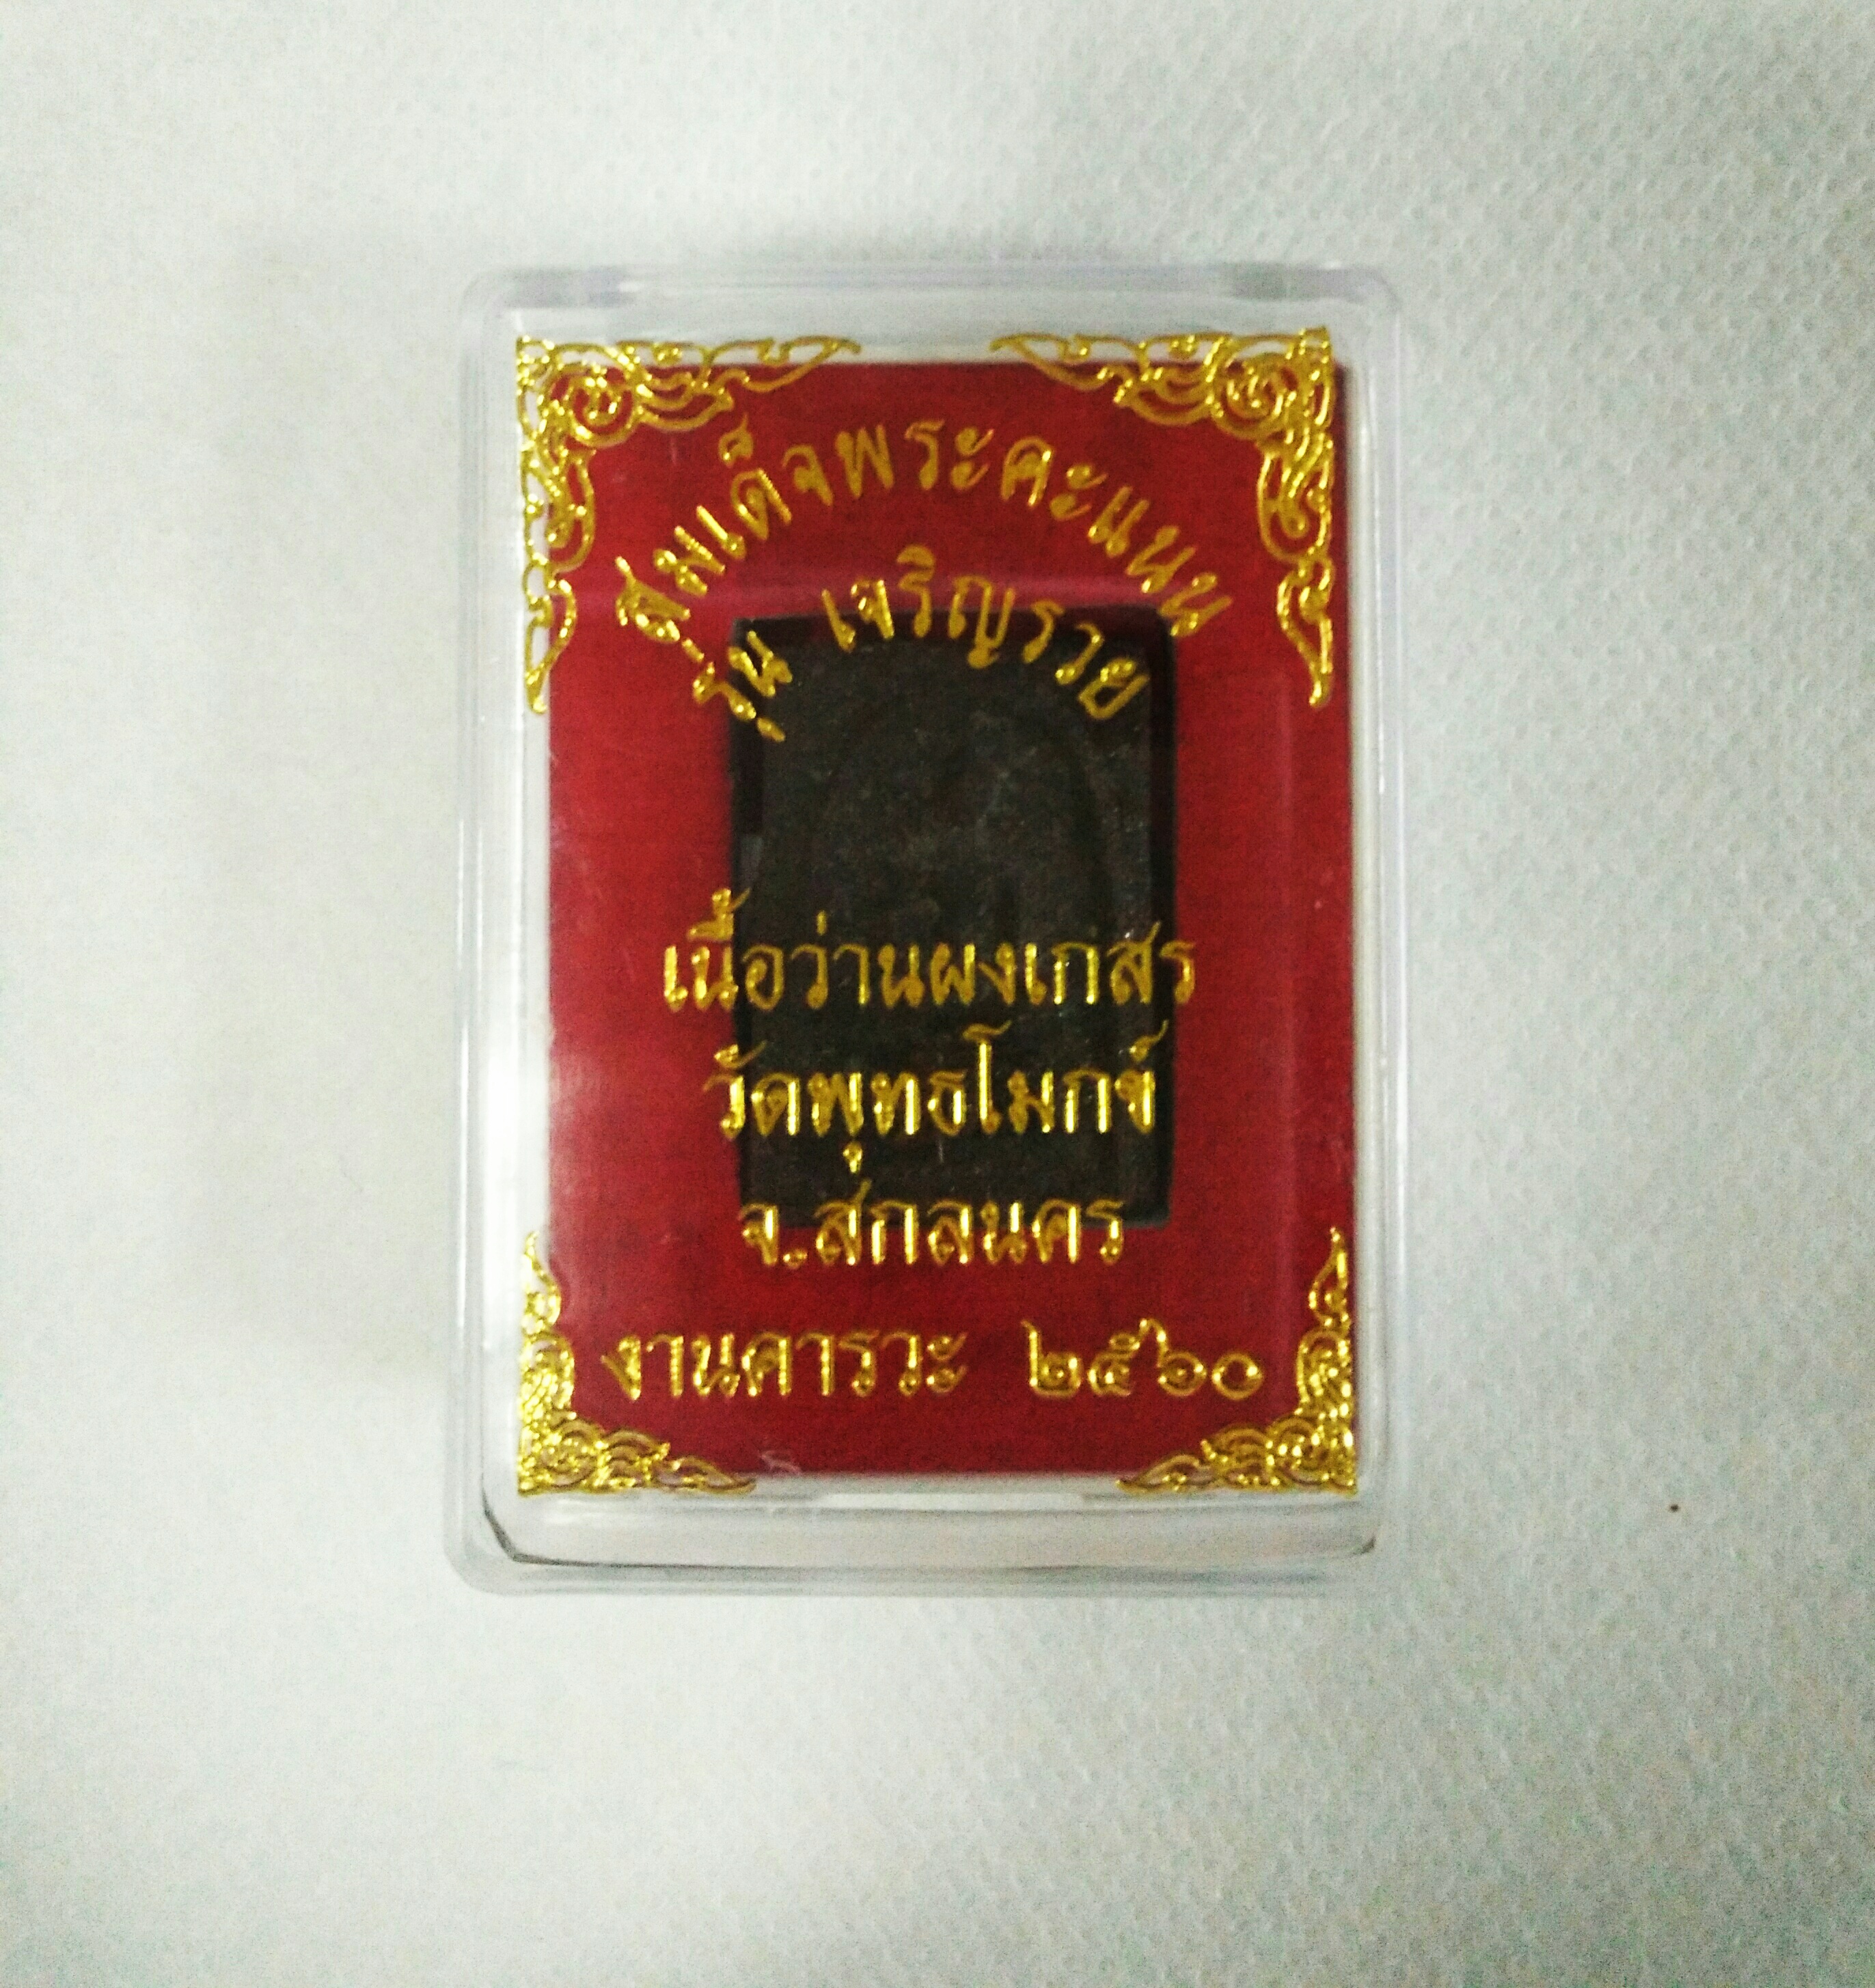 สมเด็จพระคะแนน
รุ่น เจริญรวย
เนื้อว่านผงเกสร
วัดพุทธโมกข์
จ.สกลนคร
งานคารวะ ๒๕๖๐